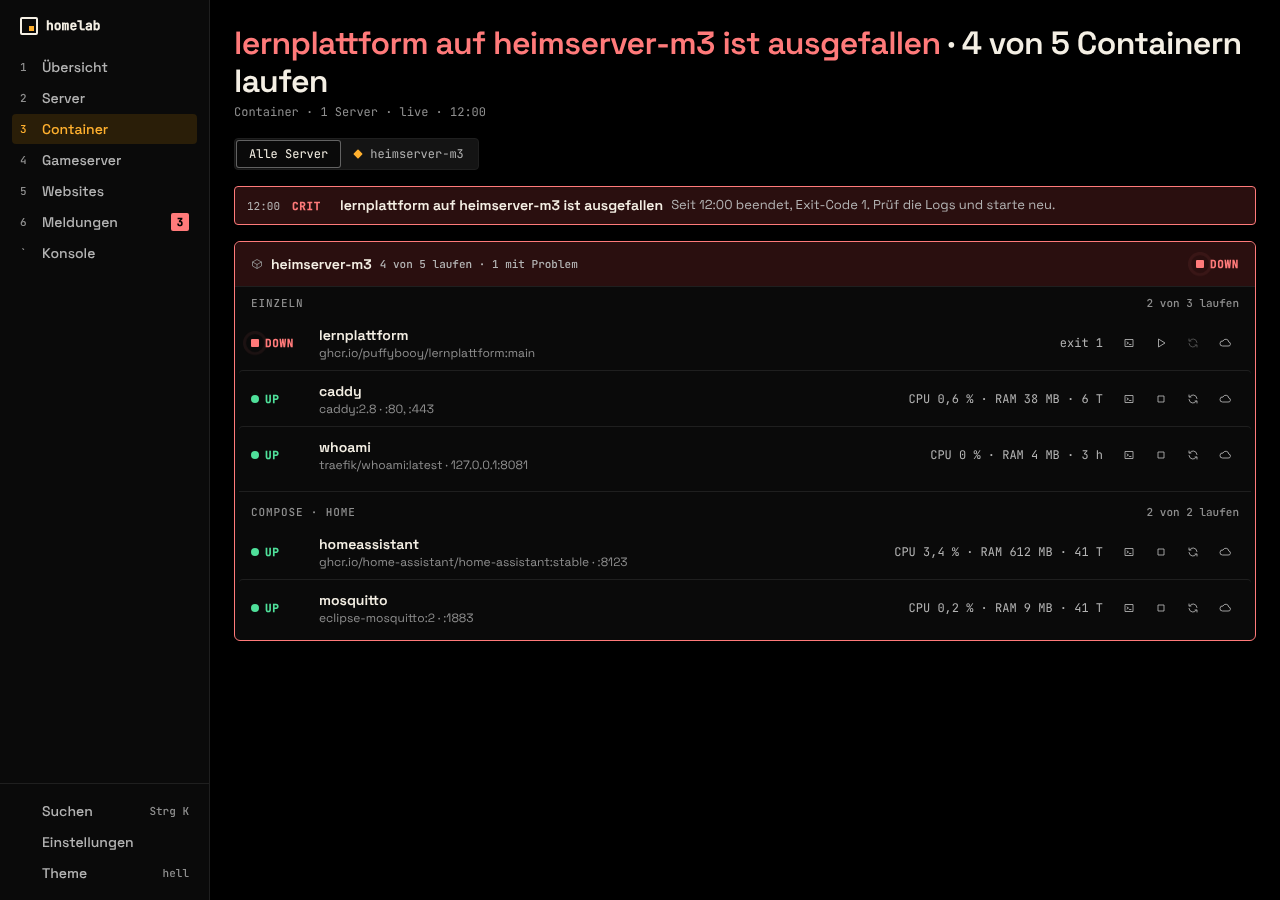 homelab
1 Übersicht
2 Server
3 Container
4 Gameserver
5 Websites
6 Meldungen 3
` Konsole
Suchen Strg K
Einstellungen
Theme hell
lernplattform auf heimserver-m3 ist ausgefallen · 4 von 5 Containern
laufen
Container · 1 Server · live · 12:00
Alle Server heimserver-m3
12:00 CRIT lernplattform auf heimserver-m3 ist ausgefallen Seit 12:00 beendet, Exit-Code 1. Prüf die Logs und starte neu.
heimserver-m3 4 von 5 laufen · 1 mit Problem DOWN
EINZELN 2 von 3 laufen
DOWN lernplattform exit 1
ghcr.io/puffybooy/lernplattform:main
UP caddy CPU 0,6 % · RAM 38 MB · 6 T
caddy:2.8 · :80, :443
UP whoami CPU 0 % · RAM 4 MB · 3 h
traefik/whoami:latest · 127.0.0.1:8081
COMPOSE · HOME 2 von 2 laufen
UP homeassistant CPU 3,4 % · RAM 612 MB · 41 T
ghcr.io/home-assistant/home-assistant:stable · :8123
UP mosquitto CPU 0,2 % · RAM 9 MB · 41 T
eclipse-mosquitto:2 · :1883